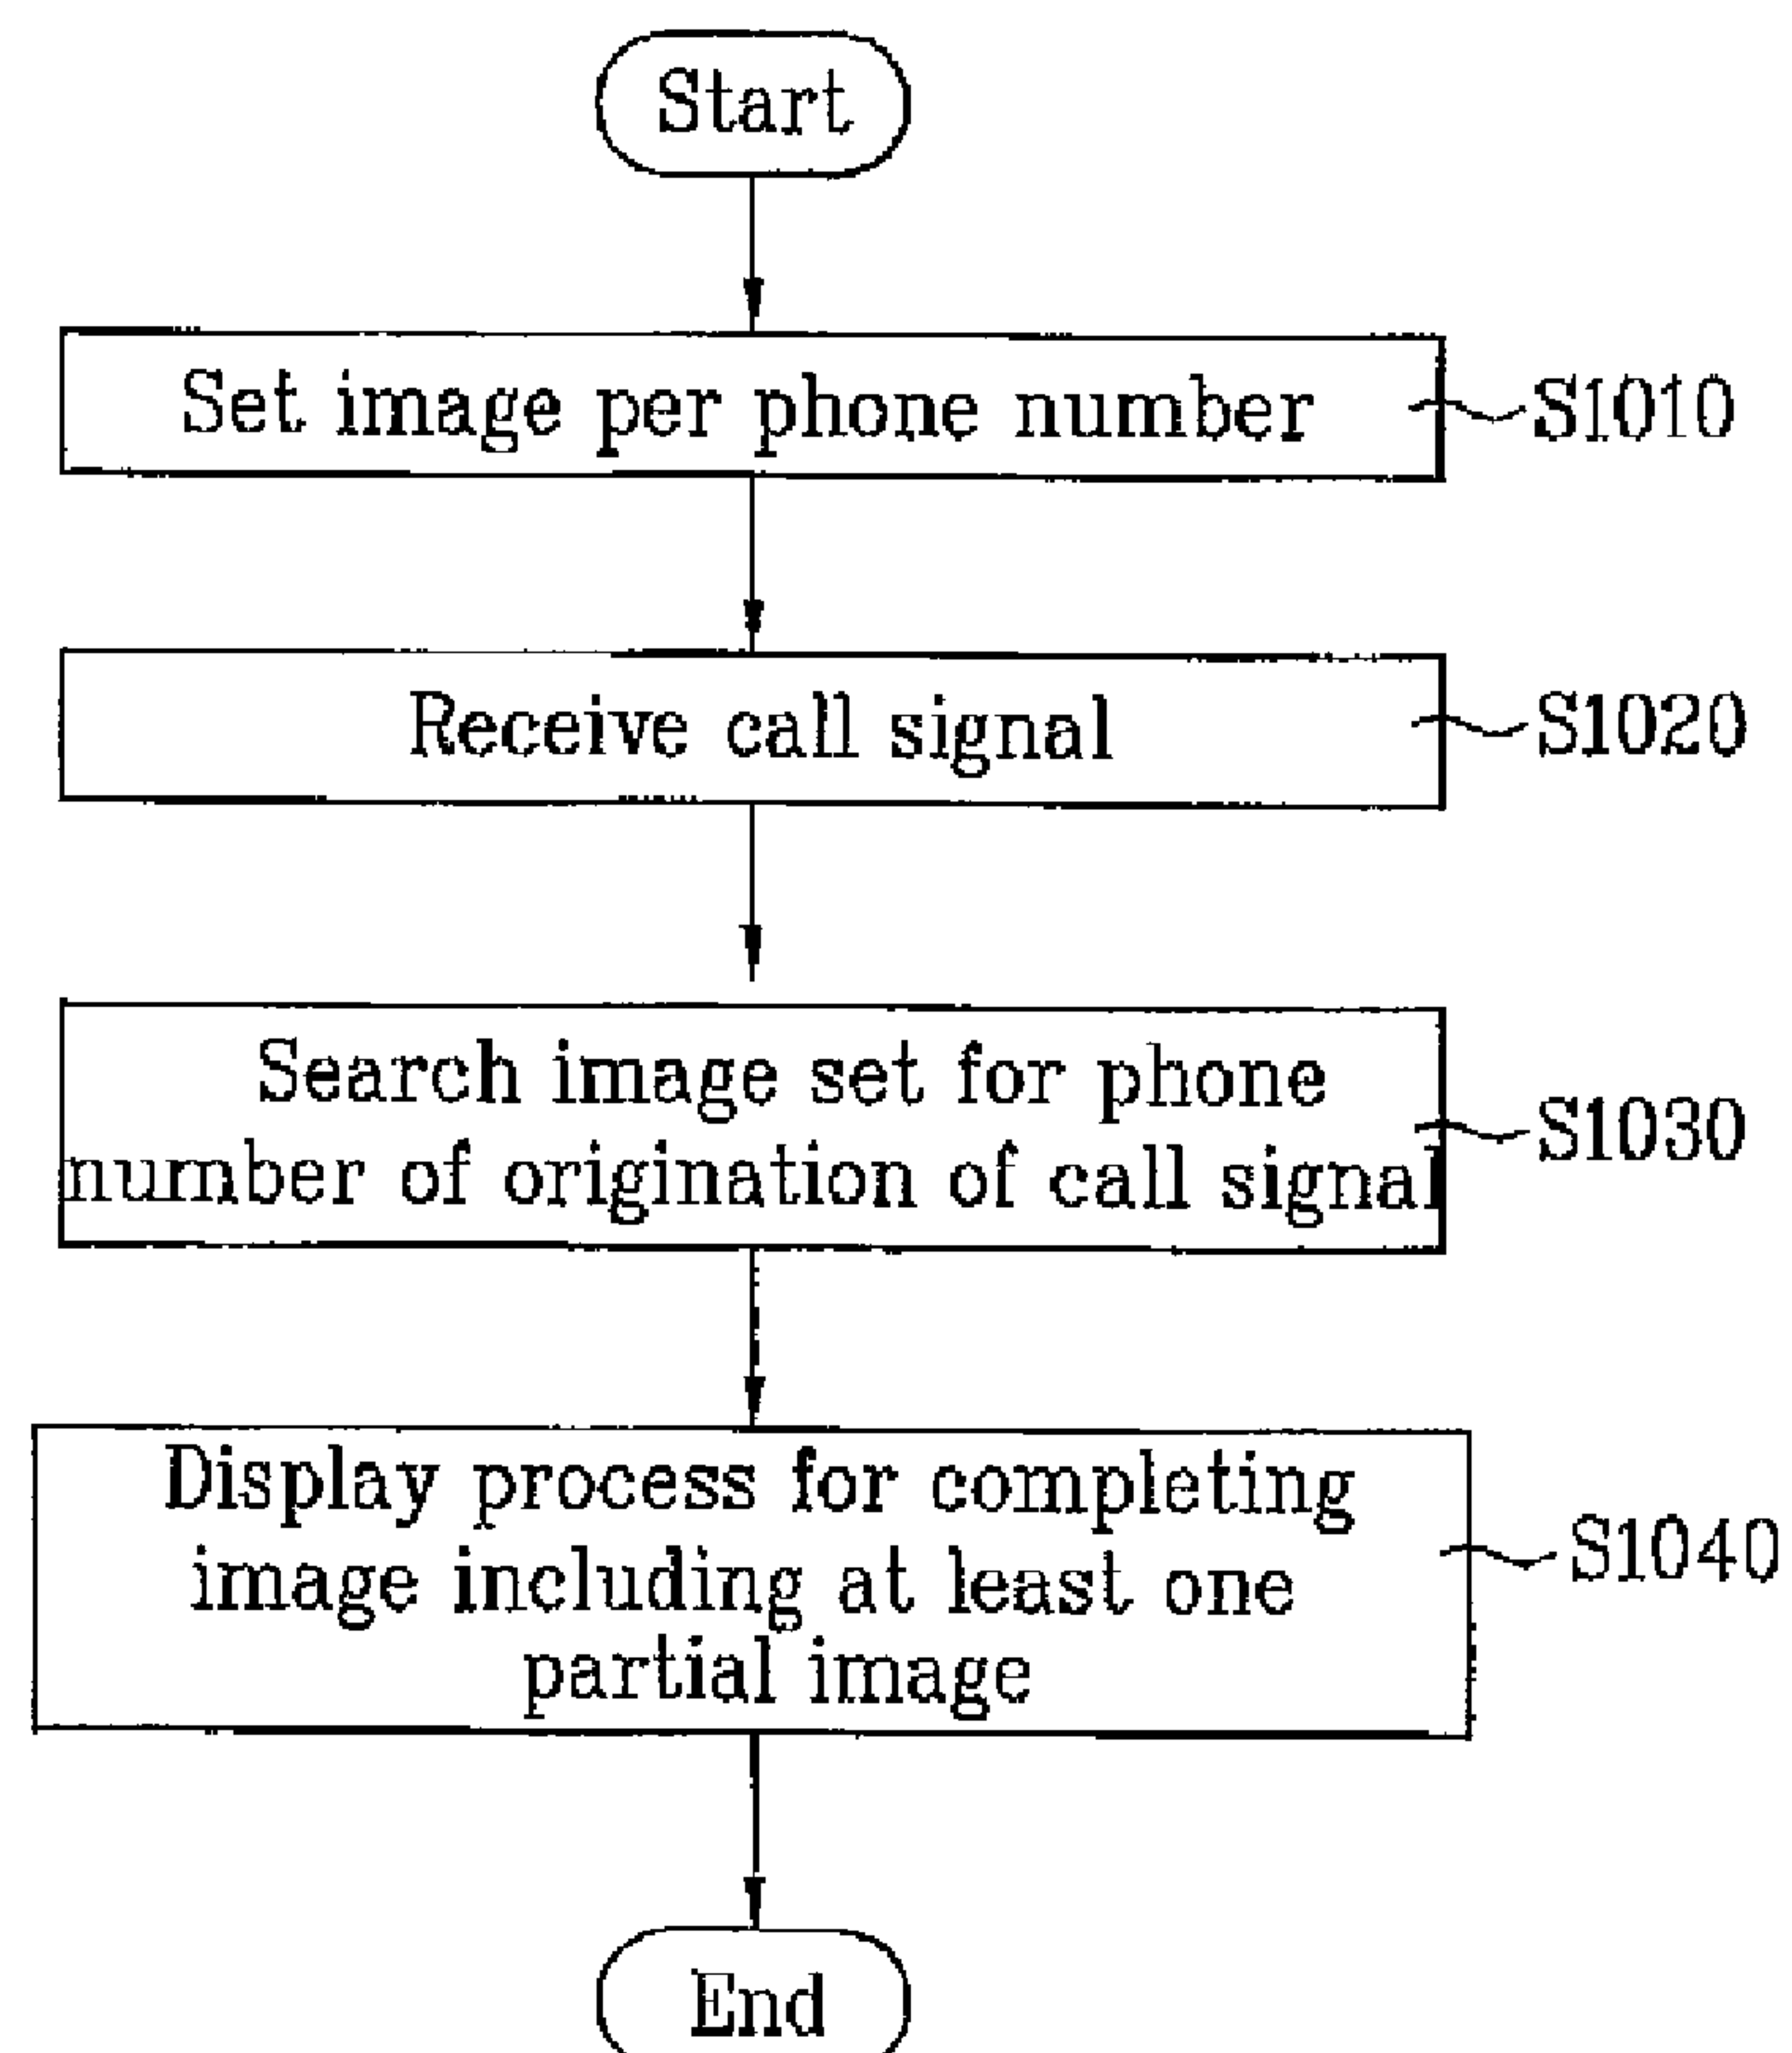 Start
Set image per phone number
S1010
Receive call signal
S1020
Search image set for phone
number of origination of call signal
S1030
Display process for completing
image including at least one
partial image
S1040
End